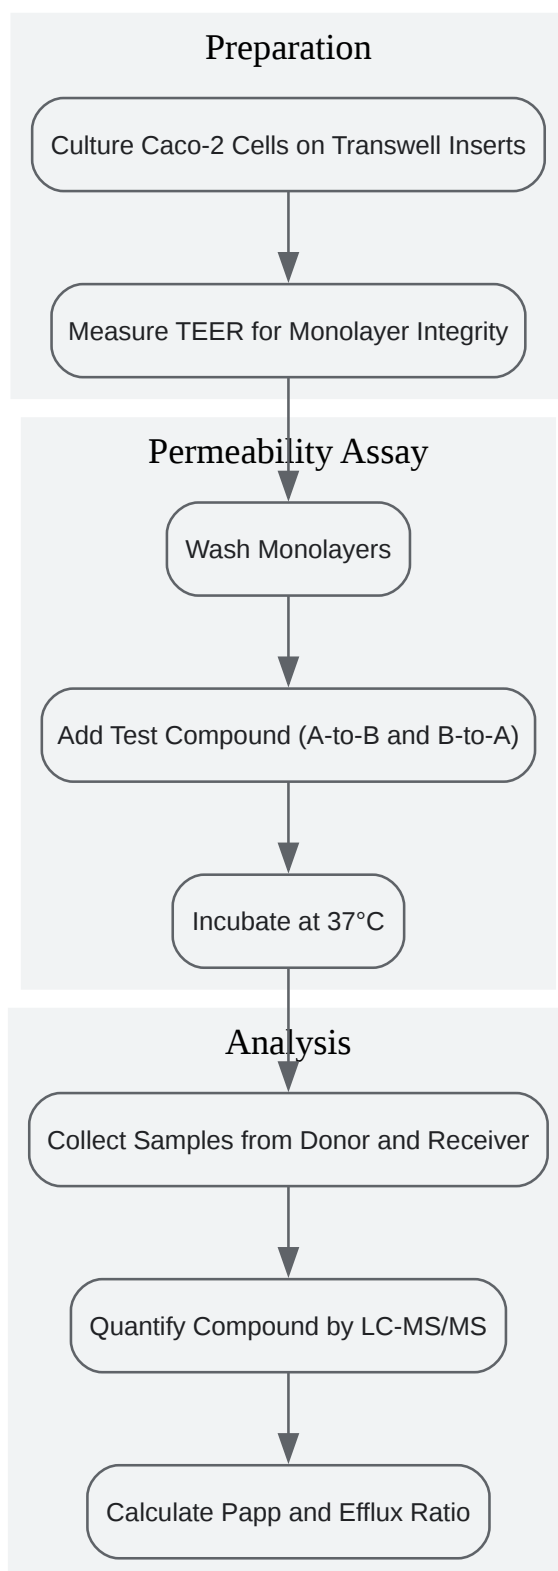 Preparation
Culture Caco-2 Cells on Transwell Inserts
Measure TEER for Monolayer Integrity
Permeability Assay
Wash Monolayers
Add Test Compound (A-to-B and B-to-A)
Incubate at 37°C
Analysis
Collect Samples from Donor and Receiver
Quantify Compound by LC-MS/MS
Calculate Papp and Efflux Ratio